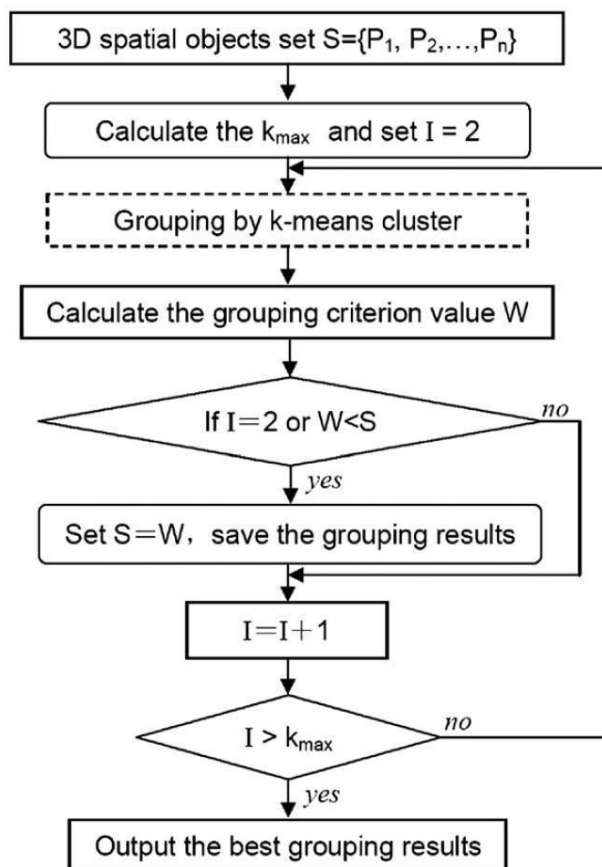 3D spatial objects set S={P₁, P₂,…,Pₙ}
Calculate the kₘₐₓ and set I = 2
Grouping by k-means cluster
Calculate the grouping criterion value W
If I=2 or W<S
no
yes
Set S=W, save the grouping results
I=I+1
I > kₘₐₓ
no
yes
Output the best grouping results